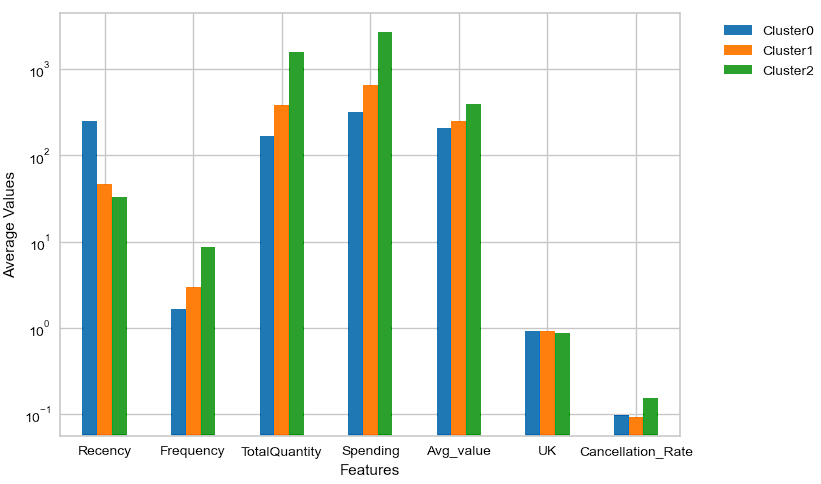 Cluster0
Cluster1
Cluster2
10³
10²
10¹
10⁰
10⁻¹
Average Values
Recency Frequency TotalQuantity Spending Avg_value UK Cancellation_Rate
Features